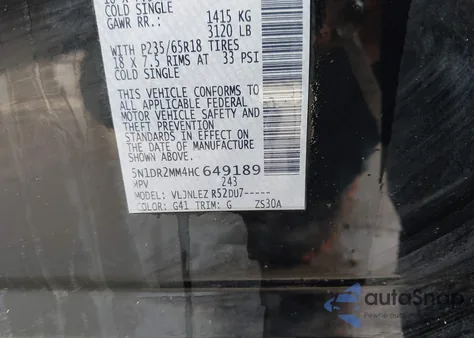 COLD SINGLE
GAWR RR: 1415 KG
3120 LB
WITH P235/65R18 TIRES
18 X 7.5 RIMS AT 33 PSI
COLD SINGLE
THIS VEHICLE CONFORMS TO
ALL APPLICABLE FEDERAL
MOTOR VEHICLE SAFETY AND
THEFT PREVENTION
STANDARDS IN EFFECT ON THE
DATE OF MANUFACTURE
SHOWN ABOVE.
5N1DR2MM4HC649189
MPV 243
MODEL: VLJNLEZ R52DU7-----
COLOR: G41 TRIM: G ZS30A
autoSnap